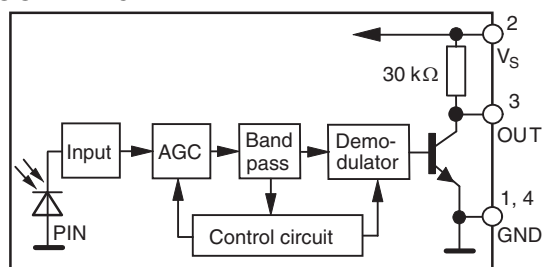 2
V_S
30 kΩ
3
OUT
Input
AGC
Band
pass
Demo-
dulator
1, 4
GND
PIN
Control circuit